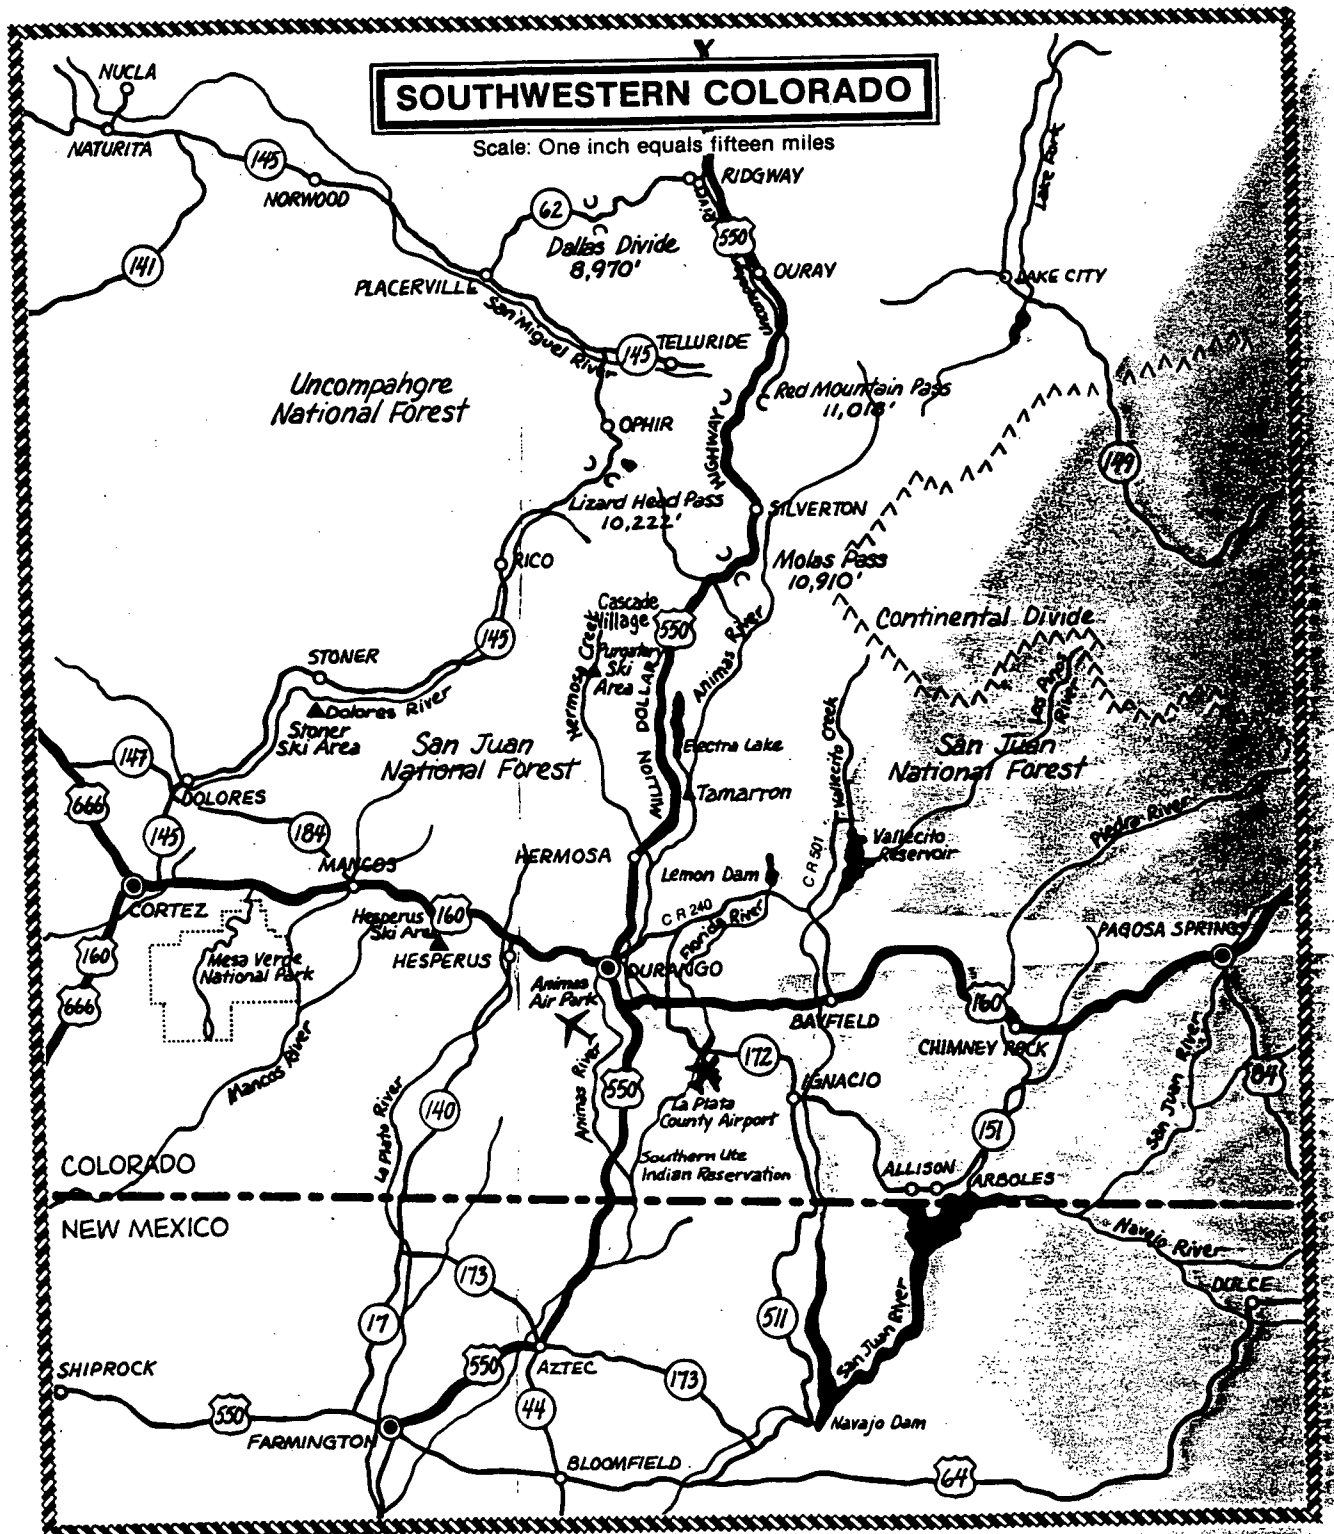 SOUTHWESTERN COLORADO
Scale: One inch equals fifteen miles
NUCLA
NATURITA
145
NORWOOD
141
62
RIDGWAY
River
550
Dallas Divide
8,970'
OURAY
Uncompahgre
PLACERVILLE
San Miguel River
145
TELLURIDE
Lake Fork
LAKE CITY
Uncompahgre
National Forest
Red Mountain Pass
11,018'
OPHIR
HIGHWAY
149
Lizard Head Pass
10,222'
SILVERTON
RICO
Molas Pass
10,910'
Cascade
Village
550
Continental Divide
145
Hermosa Creek
Purgatory
Ski
Area
Animas River
STONER
Dolores River
Stoner
Ski Area
MILLION DOLLAR
Los Pinos
River
San Juan
National Forest
Electra Lake
Vallecito Creek
San Juan
National Forest
147
666
DOLORES
Tamarron
145
184
Piedra River
MANCOS
HERMOSA
C R 501
Vallecito
Reservoir
Lemon Dam
CORTEZ
Hesperus
Ski Area
160
C R 240
Florida River
PAGOSA SPRINGS
160
Mesa Verde
National Park
HESPERUS
DURANGO
666
Animas
Air Park
BAYFIELD
160
CHIMNEY ROCK
Mancos River
La Plata River
140
Animas River
550
172
IGNACIO
La Plata
County Airport
San Juan River
84
151
Southern Ute
Indian Reservation
COLORADO
ALLISON
ARBOLES
NEW MEXICO
Navajo River
173
DULCE
17
511
San Juan River
SHIPROCK
550
AZTEC
173
550
44
Navajo Dam
FARMINGTON
BLOOMFIELD
64